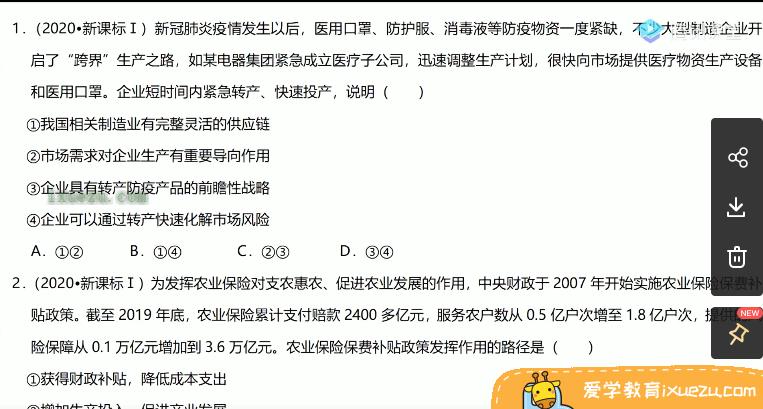 1.（2020•新课标Ⅰ）新冠肺炎疫情发生以后，医用口罩、防护服、消毒液等防疫物资一度紧缺，不少大型制造企业开
启了“跨界”生产之路，如某电器集团紧急成立医疗子公司，迅速调整生产计划，很快向市场提供医疗物资生产设备
和医用口罩。企业短时间内紧急转产、快速投产，说明（　　）
①我国相关制造业有完整灵活的供应链
②市场需求对企业生产有重要导向作用
③企业具有转产防疫产品的前瞻性战略
ixuezu.com
④企业可以通过转产快速化解市场风险
A．①② B．①④ C．②③ D．③④
2.（2020•新课标Ⅰ）为发挥农业保险对支农惠农、促进农业发展的作用，中央财政于 2007 年开始实施农业保险保费补
贴政策。截至 2019 年底，农业保险累计支付赔款 2400 多亿元，服务农户数从 0.5 亿户次增至 1.8 亿户次，提供
NEW
险保障从 0.1 万亿元增加到 3.6 万亿元。农业保险保费补贴政策发挥作用的路径是（　　）
①获得财政补贴，降低成本支出
爱学教育ixuezu.com
②增加生产投入，促进产业发展